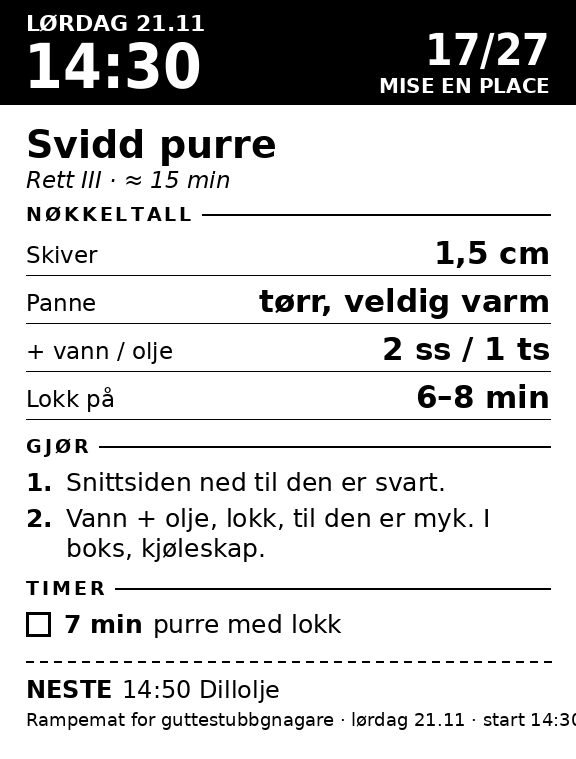 LØRDAG 21.11
14:30
17/27
MISE EN PLACE
Svidd purre
Rett III · ≈ 15 min
NØKKELTALL
Skiver 1,5 cm
Panne tørr, veldig varm
+ vann / olje 2 ss / 1 ts
Lokk på 6–8 min
GJØR
1. Snittsiden ned til den er svart.
2. Vann + olje, lokk, til den er myk. I
boks, kjøleskap.
TIMER
7 min purre med lokk
NESTE 14:50 Dillolje
Rampemat for guttestubbgnagare · lørdag 21.11 · start 14:30